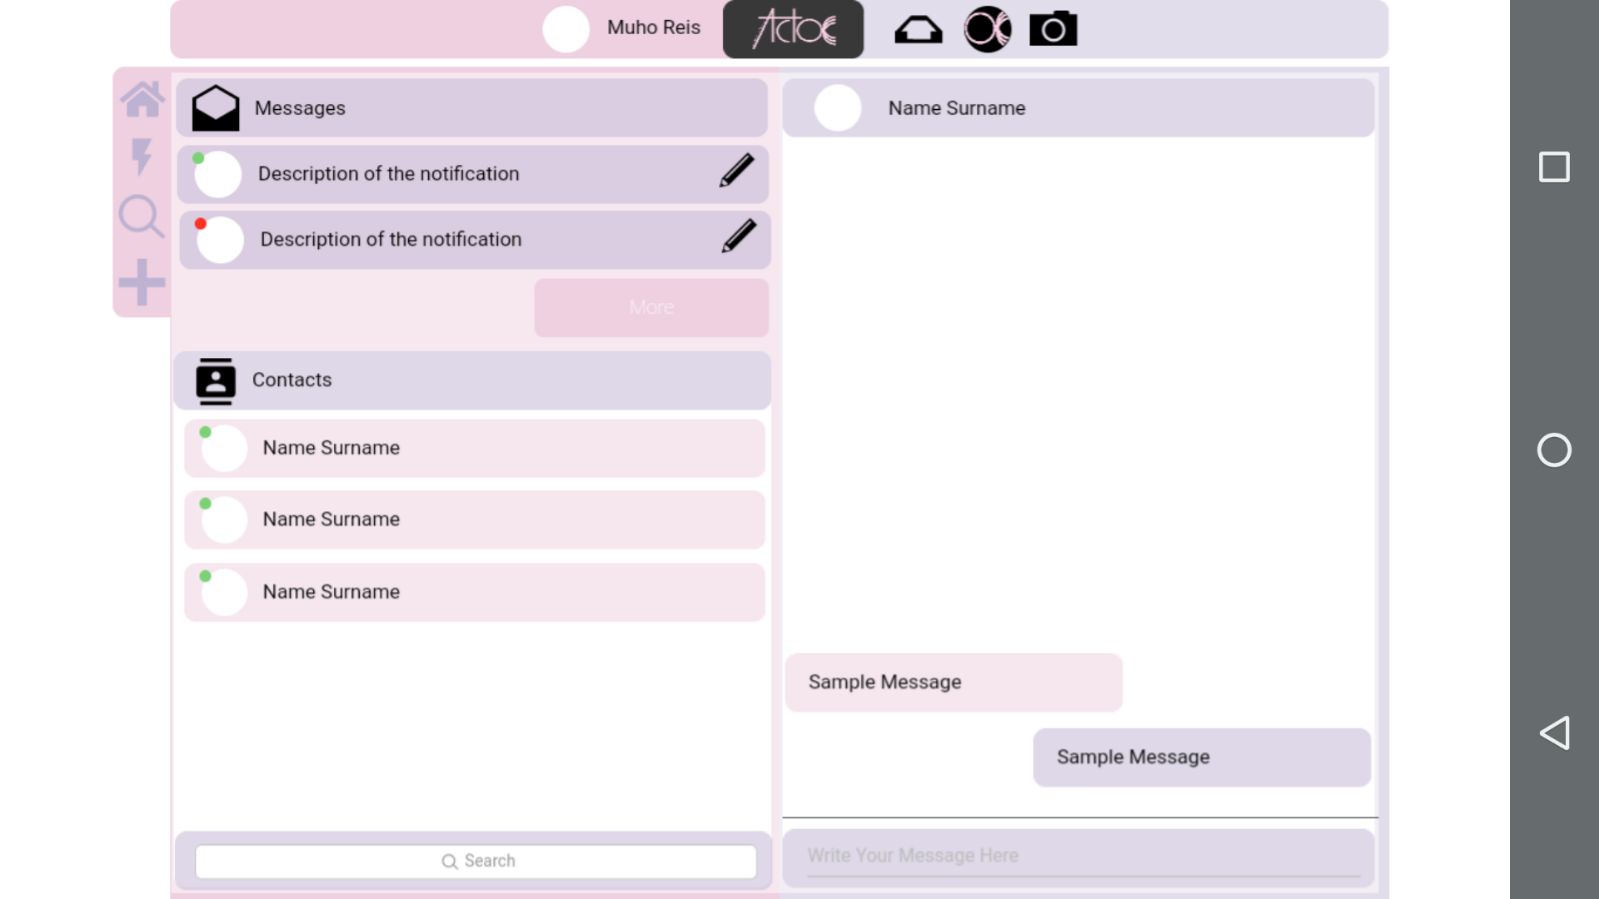 Muho Reis
Actoc
Messages
Name Surname
Description of the notification
Description of the notification
More
Contacts
Name Surname
Name Surname
Name Surname
Sample Message
Sample Message
Search
Write Your Message Here